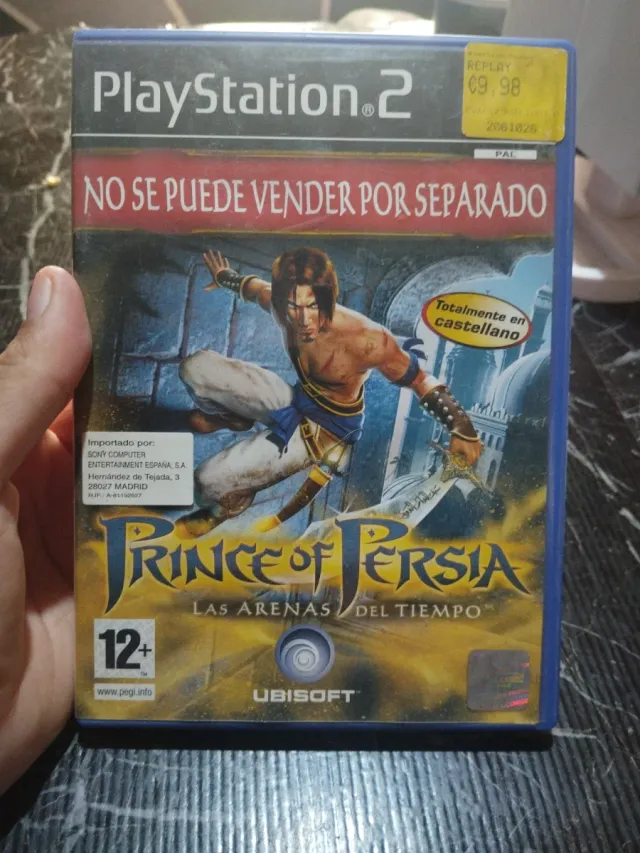 PlayStation®2
REPLAY
€9.98
2061026
PAL
NO SE PUEDE VENDER POR SEPARADO
Totalmente en
castellano
Importado por:
SONY COMPUTER
ENTERTAINMENT ESPAÑA, S.A.
Hernández de Tejada, 3
28027 MADRID
PRINCE OF PERSIA
LAS ARENAS DEL TIEMPO™
12+
www.pegi.info
UBISOFT™